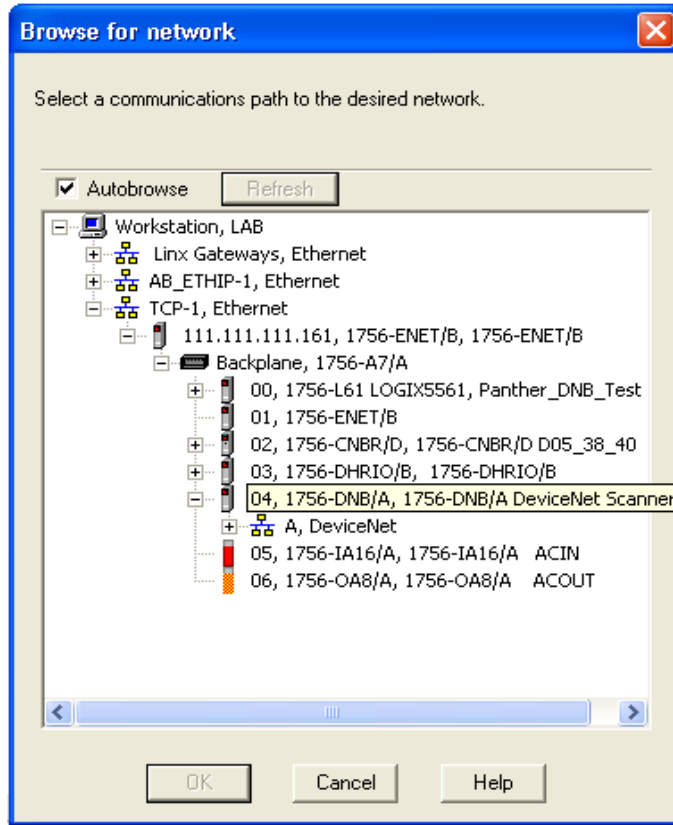 Browse for network
Select a communications path to the desired network.
Autobrowse Refresh
Workstation, LAB
Linx Gateways, Ethernet
AB_ETHIP-1, Ethernet
TCP-1, Ethernet
111.111.111.161, 1756-ENET/B, 1756-ENET/B
Backplane, 1756-A7/A
00, 1756-L61 LOGIX5561, Panther_DNB_Test
01, 1756-ENET/B
02, 1756-CNBR/D, 1756-CNBR/D D05_38_40
03, 1756-DHRIO/B, 1756-DHRIO/B
04, 1756-DNB/A, 1756-DNB/A DeviceNet Scanner
A, DeviceNet
05, 1756-IA16/A, 1756-IA16/A ACIN
06, 1756-OA8/A, 1756-OA8/A ACOUT
OK Cancel Help